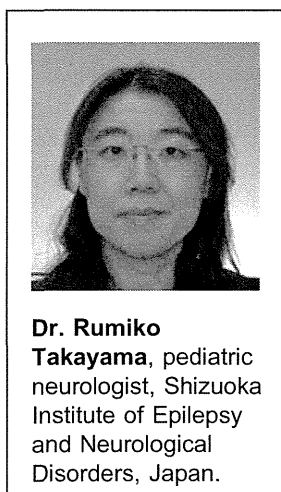 Dr. Rumiko
Takayama, pediatric
neurologist, Shizuoka
Institute of Epilepsy
and Neurological
Disorders, Japan.